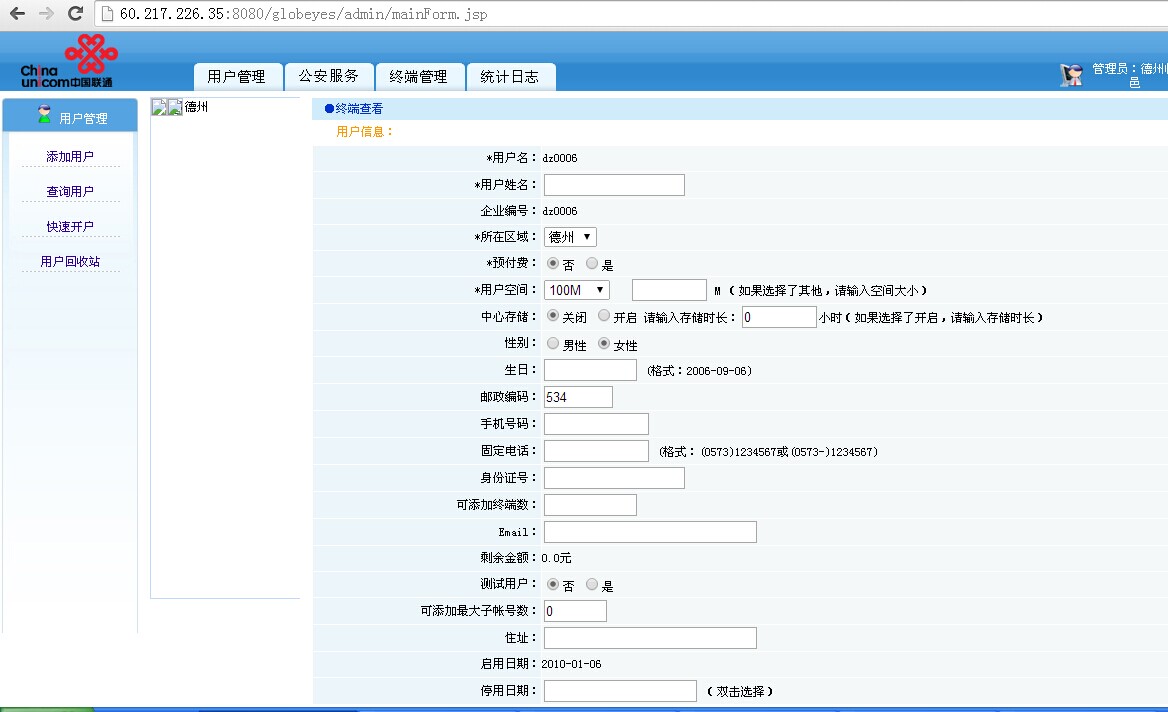 60.217.226.35:8080/globeyes/admin/mainForm.jsp
China
unicom中国联通
用户管理 公安服务 终端管理 统计日志
管理员：德州
邑
用户管理
添加用户
查询用户
快速开户
用户回收站
德州
●终端查看
用户信息：
*用户名：dz0006
*用户姓名：
企业编号：dz0006
*所在区域：德州
*预付费：否 是
*用户空间：100M M（如果选择了其他，请输入空间大小）
中心存储：关闭 开启 请输入存储时长：0 小时（如果选择了开启，请输入存储时长）
性别：男性 女性
生日：(格式：2006-09-06)
邮政编码：534
手机号码：
固定电话：(格式：(0573)1234567或(0573-)1234567)
身份证号：
可添加终端数：
Email：
剩余金额：0.0元
测试用户：否 是
可添加最大子帐号数：0
住址：
启用日期：2010-01-06
停用日期：（双击选择）